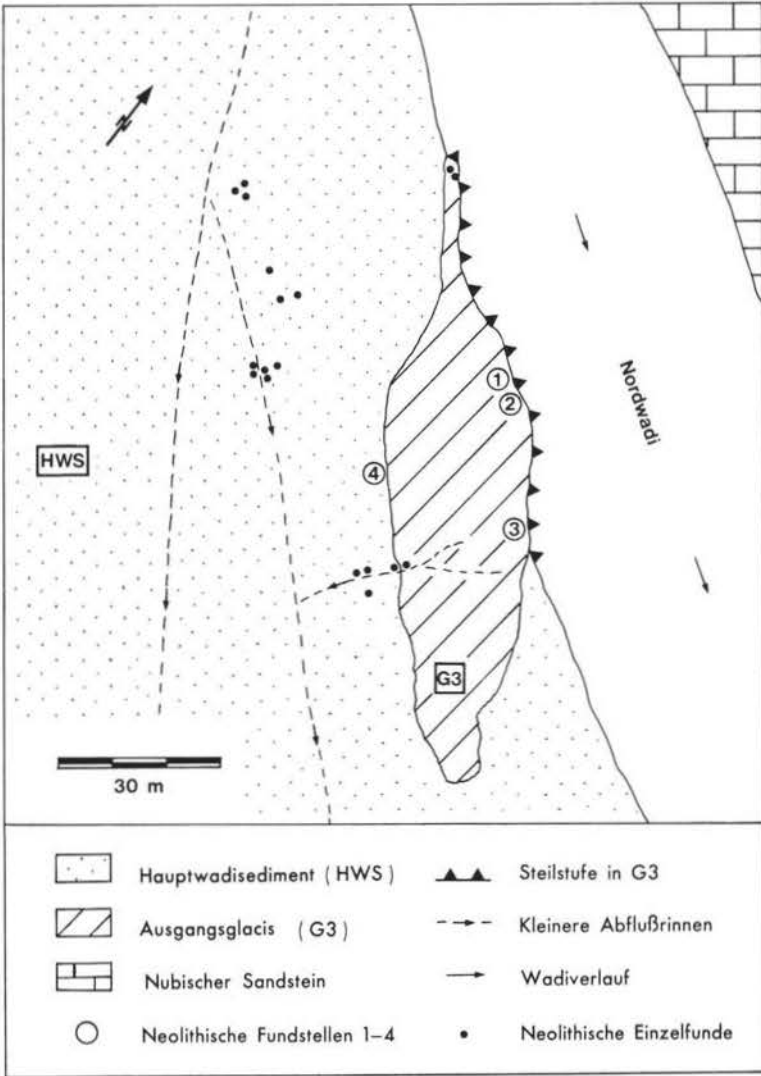 ①
②
Nordwadi
HWS
④
③
G3
30 m
Hauptwadisediment (HWS)
Steilstufe in G3
Ausgangsglacis (G3)
Kleinere Abflußrinnen
Nubischer Sandstein
Wadiverlauf
Neolithische Fundstellen 1–4
Neolithische Einzelfunde